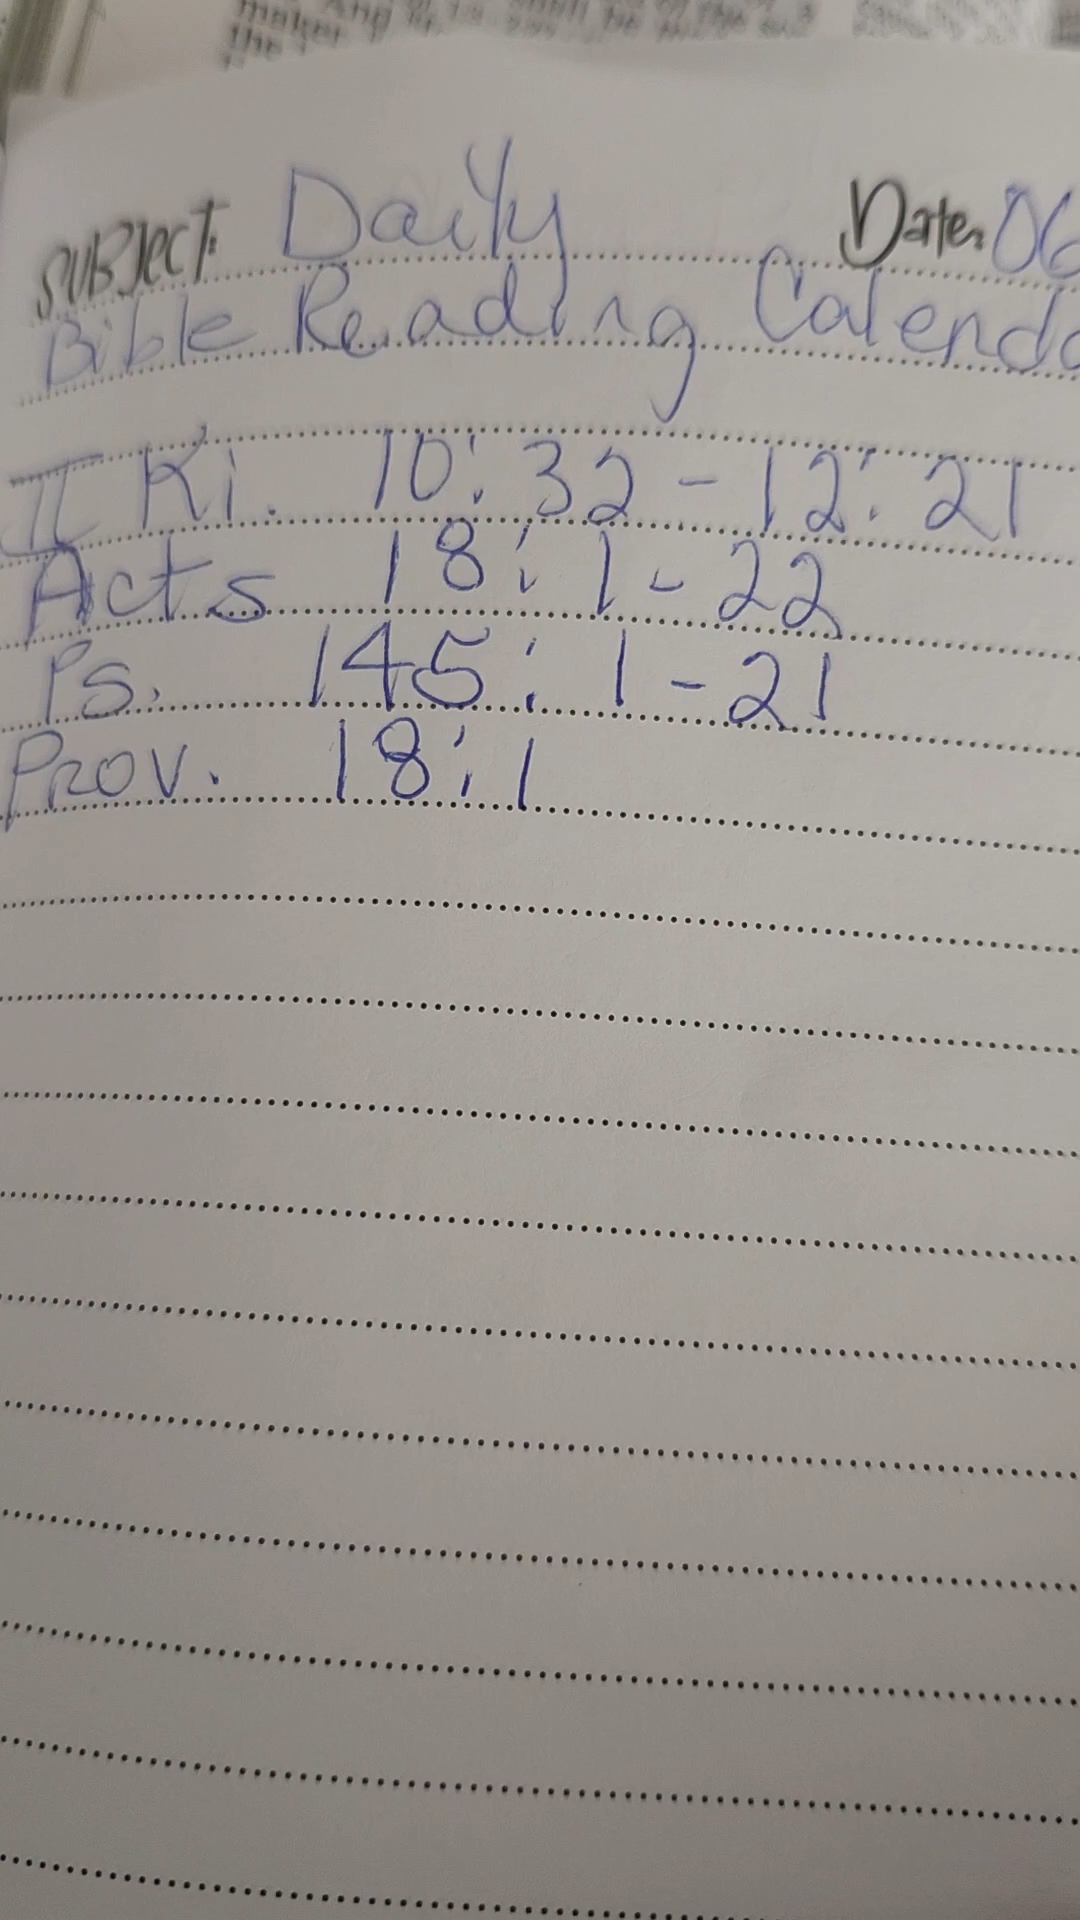 SUBJECT: Daily Date: 06
Bible Reading Calenda
II Ki. 10: 32 - 12: 21
Acts 18: 1 - 22
Ps. 145: 1 - 21
PROV. 18: 1